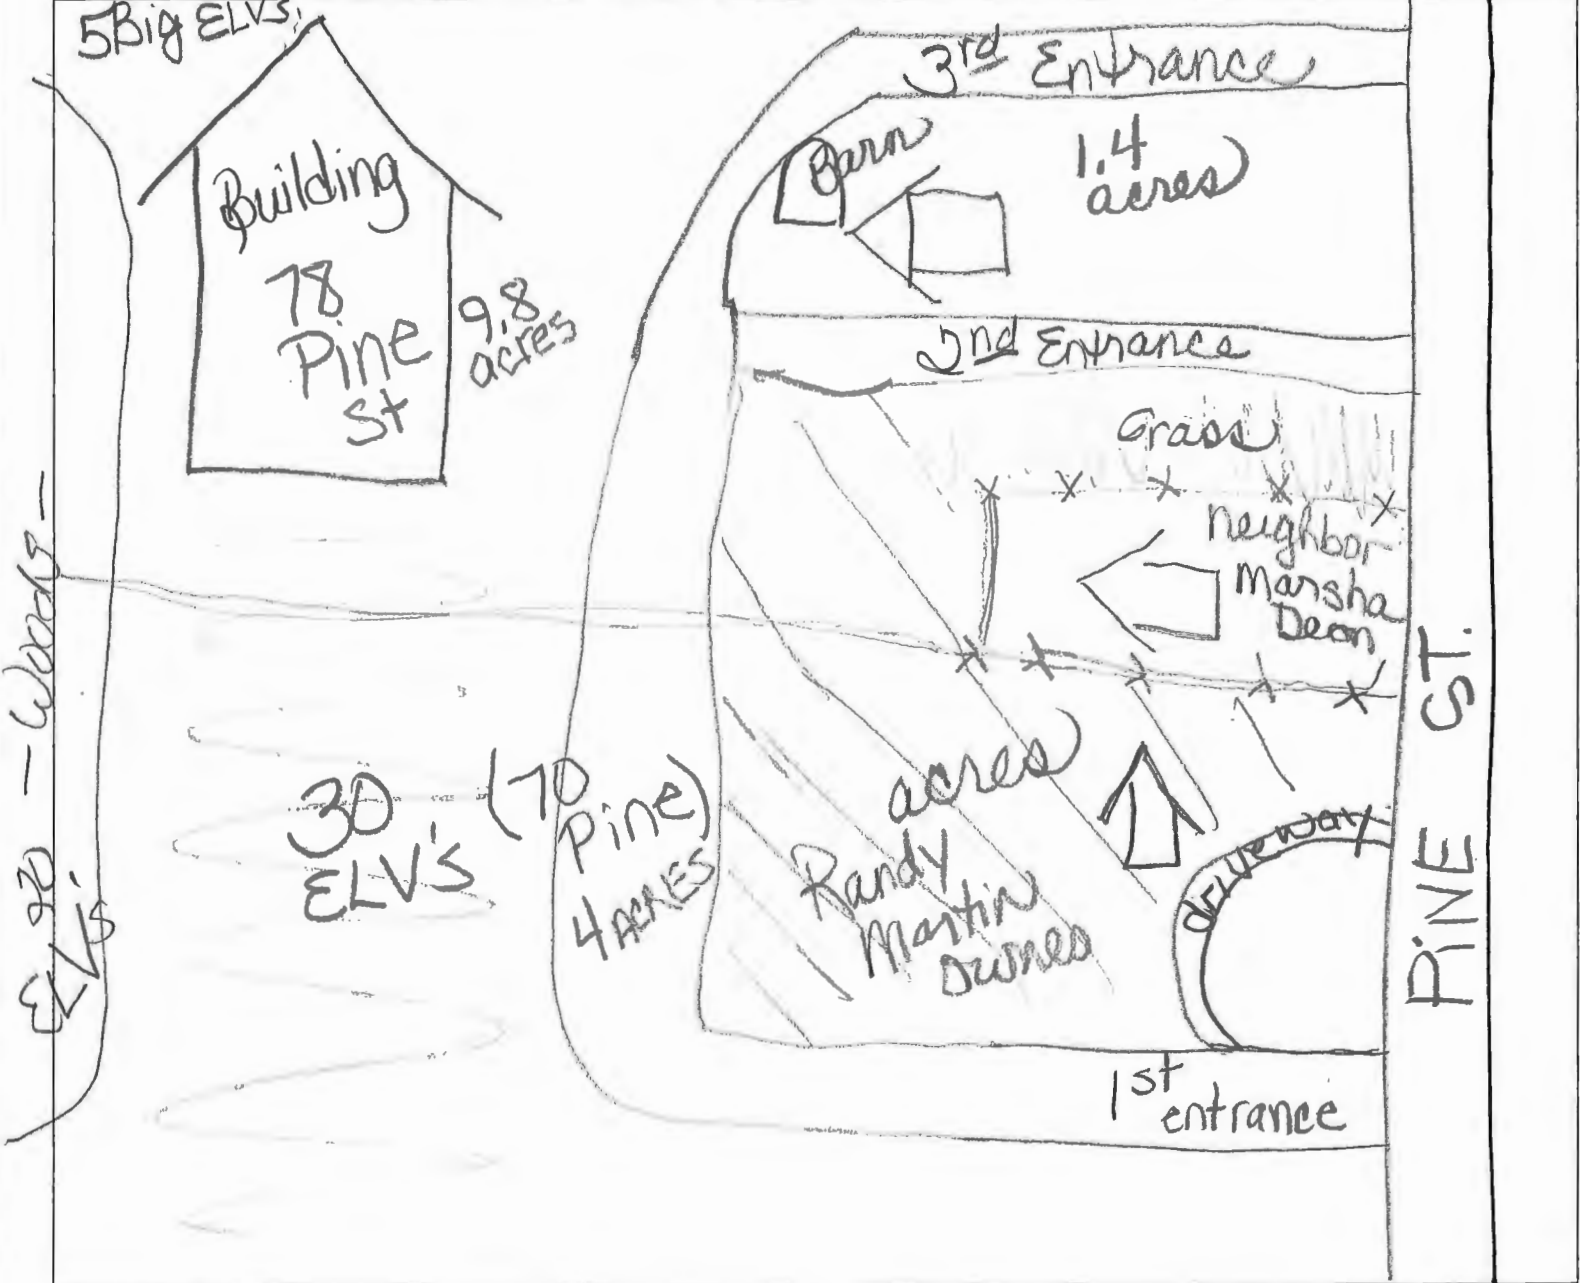 5 Big ELV's.
3rd Entrance
Barn
1.4
acres
Building
78
Pine
St
9.8
acres
2nd Entrance
Grass
neighbor
Marsha
Dean
- Woods -
30
ELV'S
(70
Pine)
4 ACRES
acres
Randy
Martin
ownes
driveway
20
ELV's
1st
entrance
PINE ST.